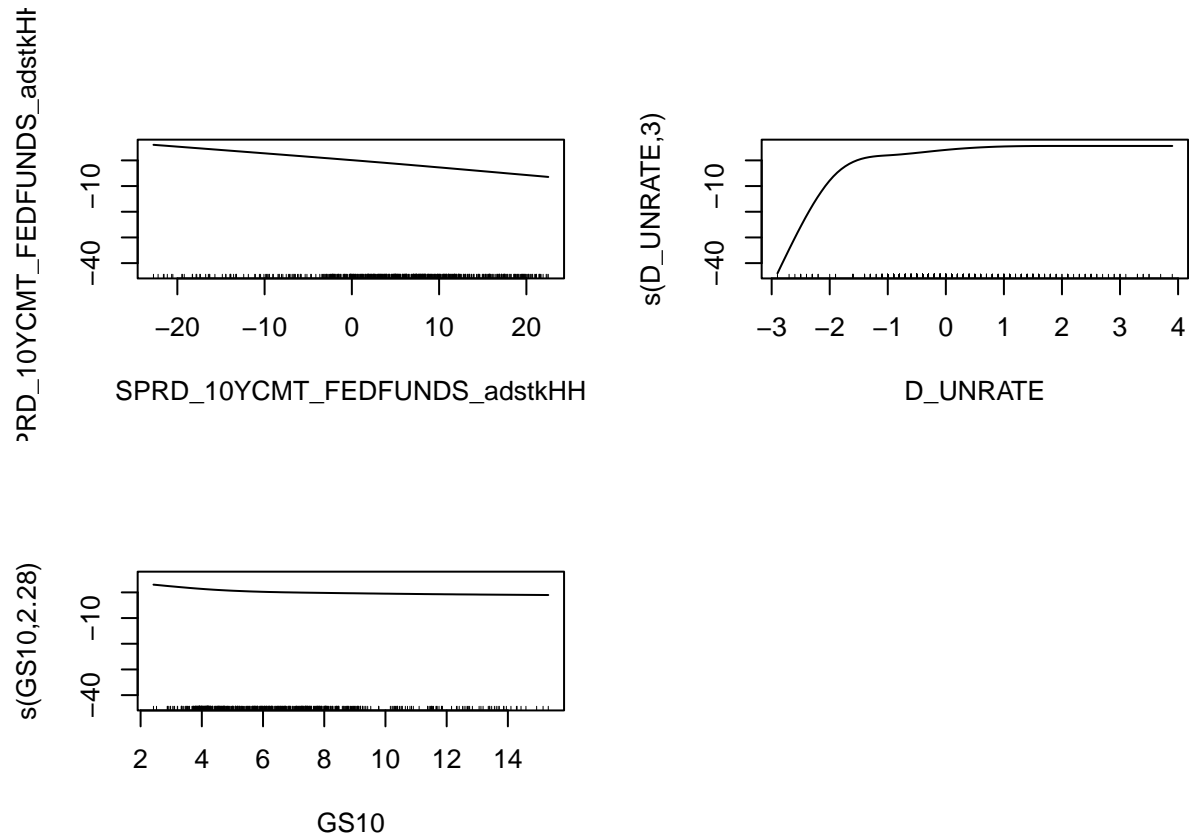 PRD_10YCMT_FEDFUNDS_adstkHH
−10
−40
−20 −10 0 10 20
SPRD_10YCMT_FEDFUNDS_adstkHH
s(D_UNRATE,3)
−10
−40
−3 −2 −1 0 1 2 3 4
D_UNRATE
s(GS10,2.28)
−10
−40
2 4 6 8 10 12 14
GS10